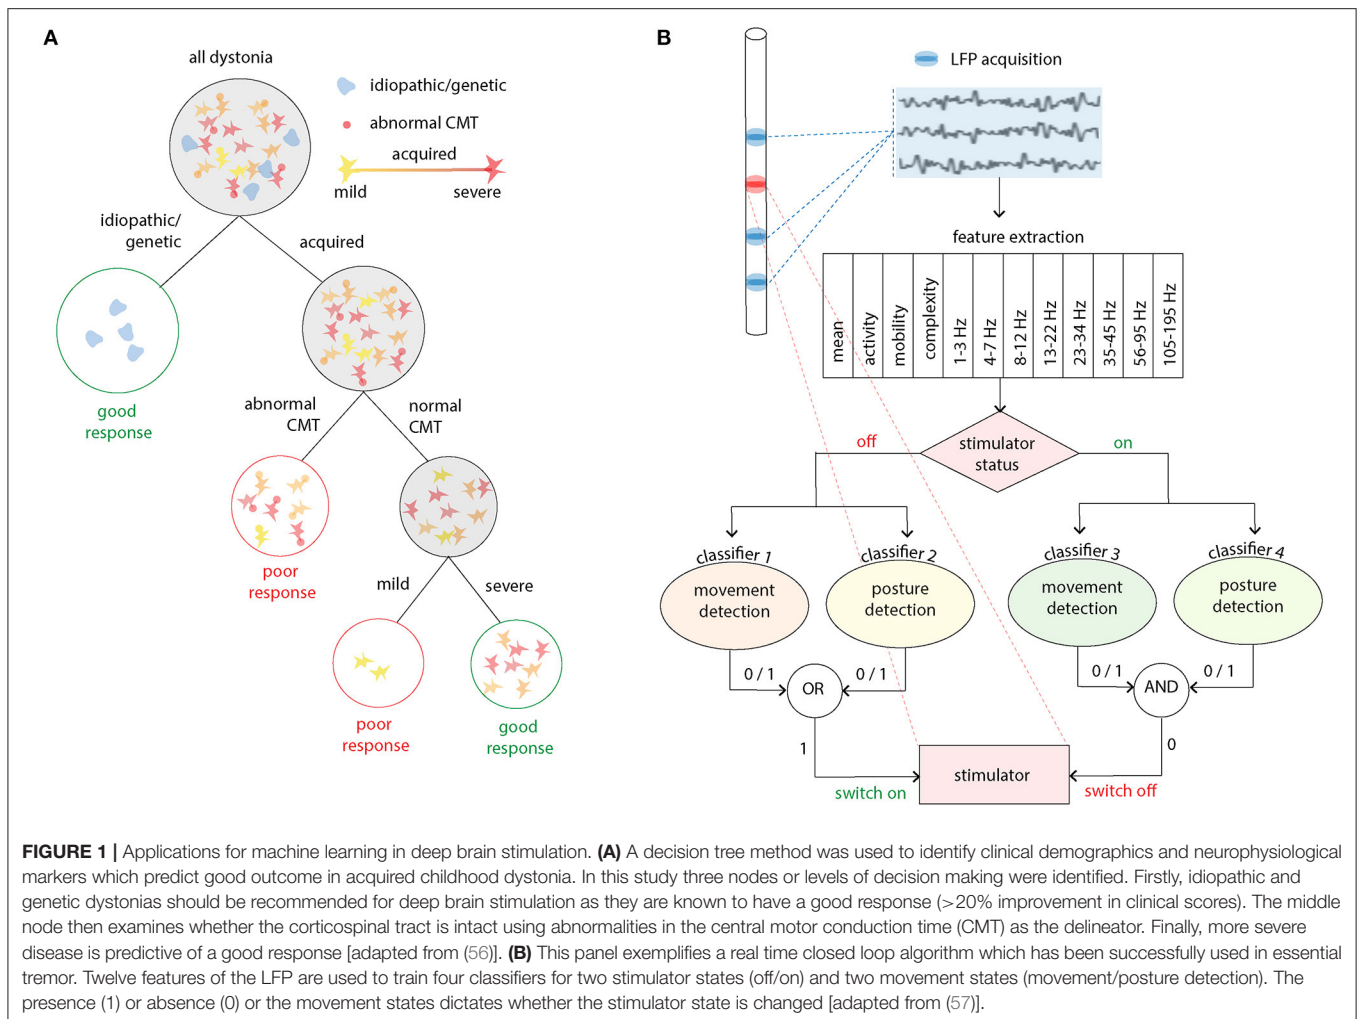 A
all dystonia
idiopathic/genetic
abnormal CMT
acquired
mild
severe
idiopathic/
genetic
acquired
good
response
abnormal
CMT
normal
CMT
poor
response
mild
severe
poor
response
good
response
B
LFP acquisition
feature extraction
mean
activity
mobility
complexity
1-3 Hz
4-7 Hz
8-12 Hz
13-22 Hz
23-34 Hz
35-45 Hz
56-95 Hz
105-195 Hz
off
stimulator
status
on
classifier 1
movement
detection
classifier 2
posture
detection
classifier 3
movement
detection
classifier 4
posture
detection
0 / 1
OR
0 / 1
0 / 1
AND
0 / 1
1
0
stimulator
switch on
switch off
FIGURE 1 | Applications for machine learning in deep brain stimulation. (A) A decision tree method was used to identify clinical demographics and neurophysiological
markers which predict good outcome in acquired childhood dystonia. In this study three nodes or levels of decision making were identified. Firstly, idiopathic and
genetic dystonias should be recommended for deep brain stimulation as they are known to have a good response (>20% improvement in clinical scores). The middle
node then examines whether the corticospinal tract is intact using abnormalities in the central motor conduction time (CMT) as the delineator. Finally, more severe
disease is predictive of a good response [adapted from (56)]. (B) This panel exemplifies a real time closed loop algorithm which has been successfully used in essential
tremor. Twelve features of the LFP are used to train four classifiers for two stimulator states (off/on) and two movement states (movement/posture detection). The
presence (1) or absence (0) or the movement states dictates whether the stimulator state is changed [adapted from (57)].